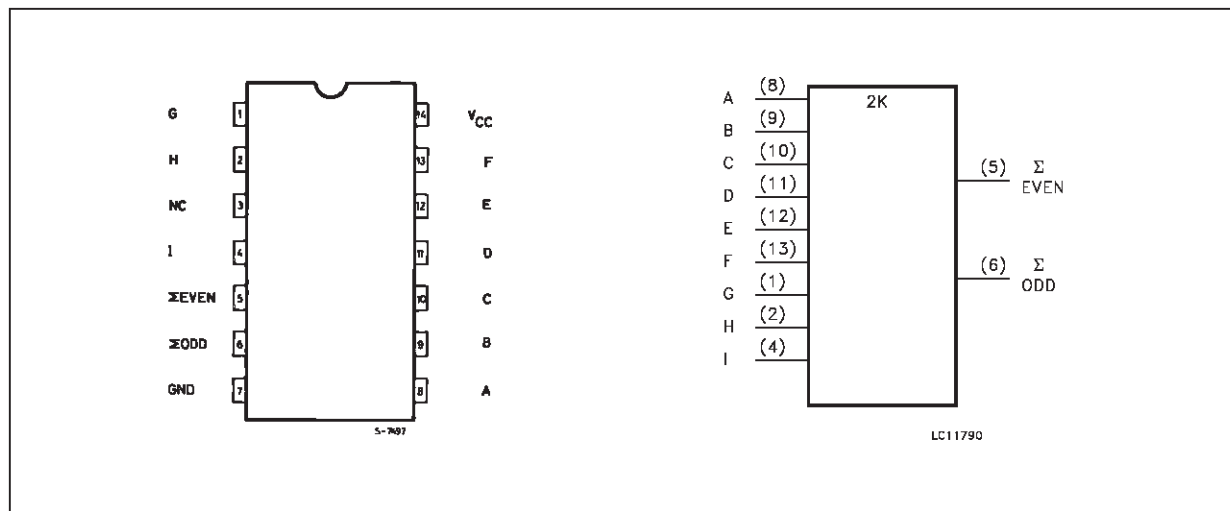 G 1 14 VCC
H 2 13 F
NC 3 12 E
I 4 11 D
ΣEVEN 5 10 C
ΣODD 6 9 B
GND 7 8 A
S-7497
2K
A (8)
B (9)
C (10)
D (11)
E (12)
F (13)
G (1)
H (2)
I (4)
(5) Σ
EVEN
(6) Σ
ODD
LC11790